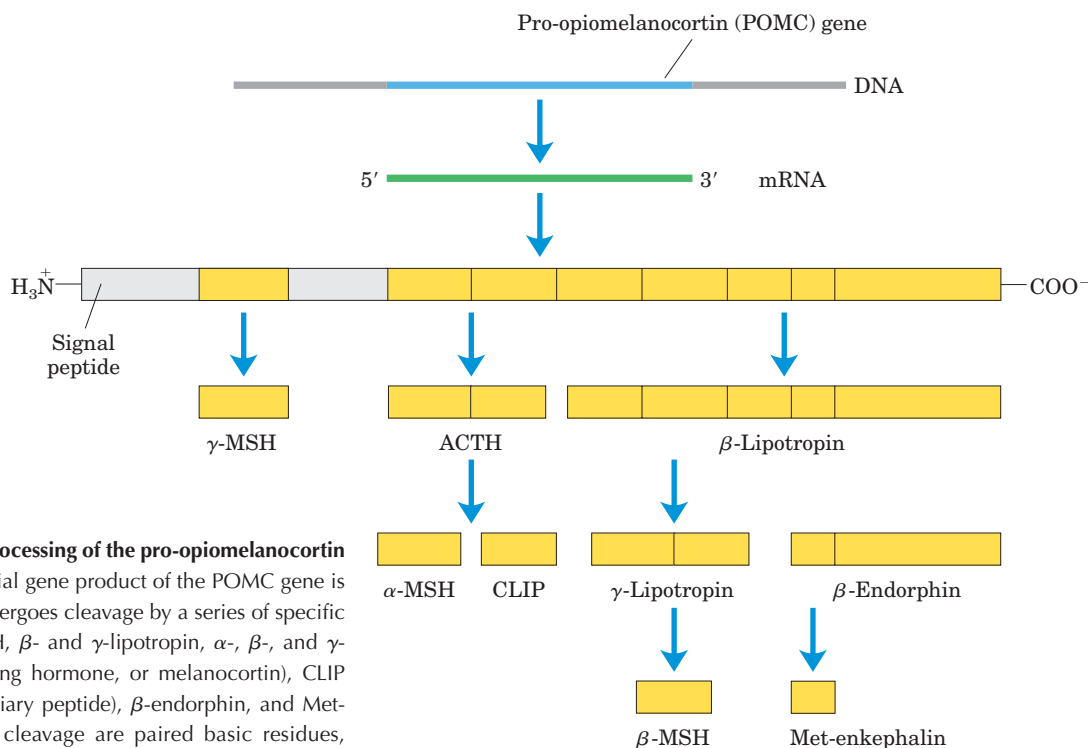 Pro-opiomelanocortin (POMC) gene
DNA
5′ 3′ mRNA
H₃N⁺ COO⁻
Signal
peptide
γ-MSH ACTH β-Lipotropin
α-MSH CLIP γ-Lipotropin β-Endorphin
β-MSH Met-enkephalin
ocessing of the pro-opiomelanocortin
ial gene product of the POMC gene is
ergoes cleavage by a series of specific
H, β- and γ-lipotropin, α-, β-, and γ-
ng hormone, or melanocortin), CLIP
iary peptide), β-endorphin, and Met-
cleavage are paired basic residues,